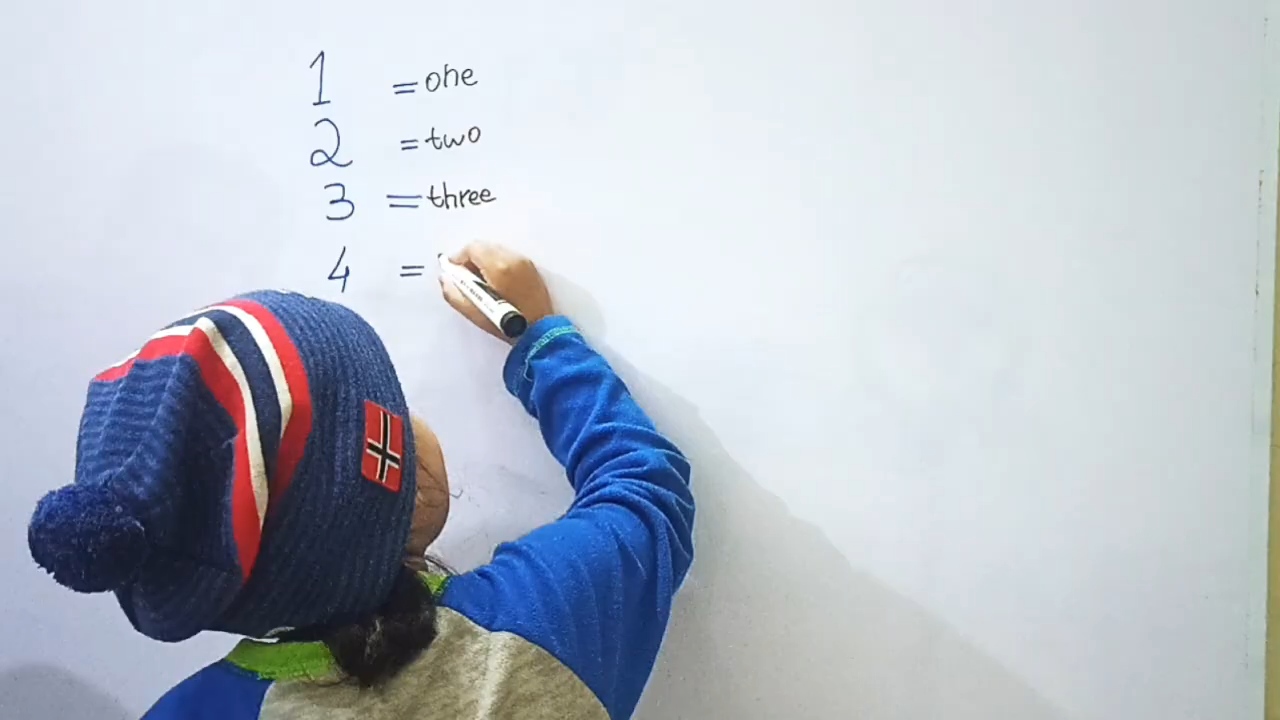 1 = one
2 = two
3 = three
4 =